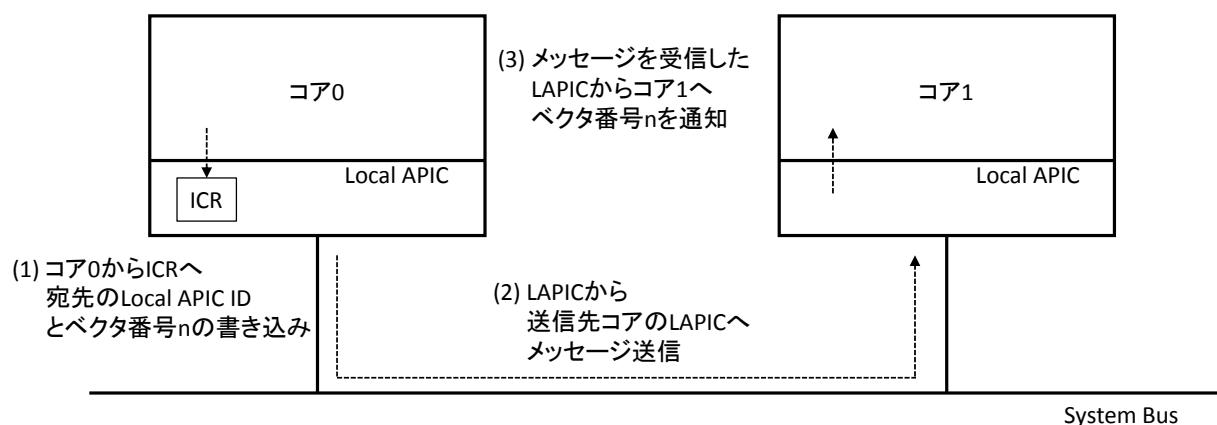 コア0
Local APIC
ICR
(1) コア0からICRへ
宛先のLocal APIC ID
とベクタ番号nの書き込み
(2) LAPICから
送信先コアのLAPICへ
メッセージ送信
(3) メッセージを受信した
LAPICからコア1へ
ベクタ番号nを通知
コア1
Local APIC
System Bus